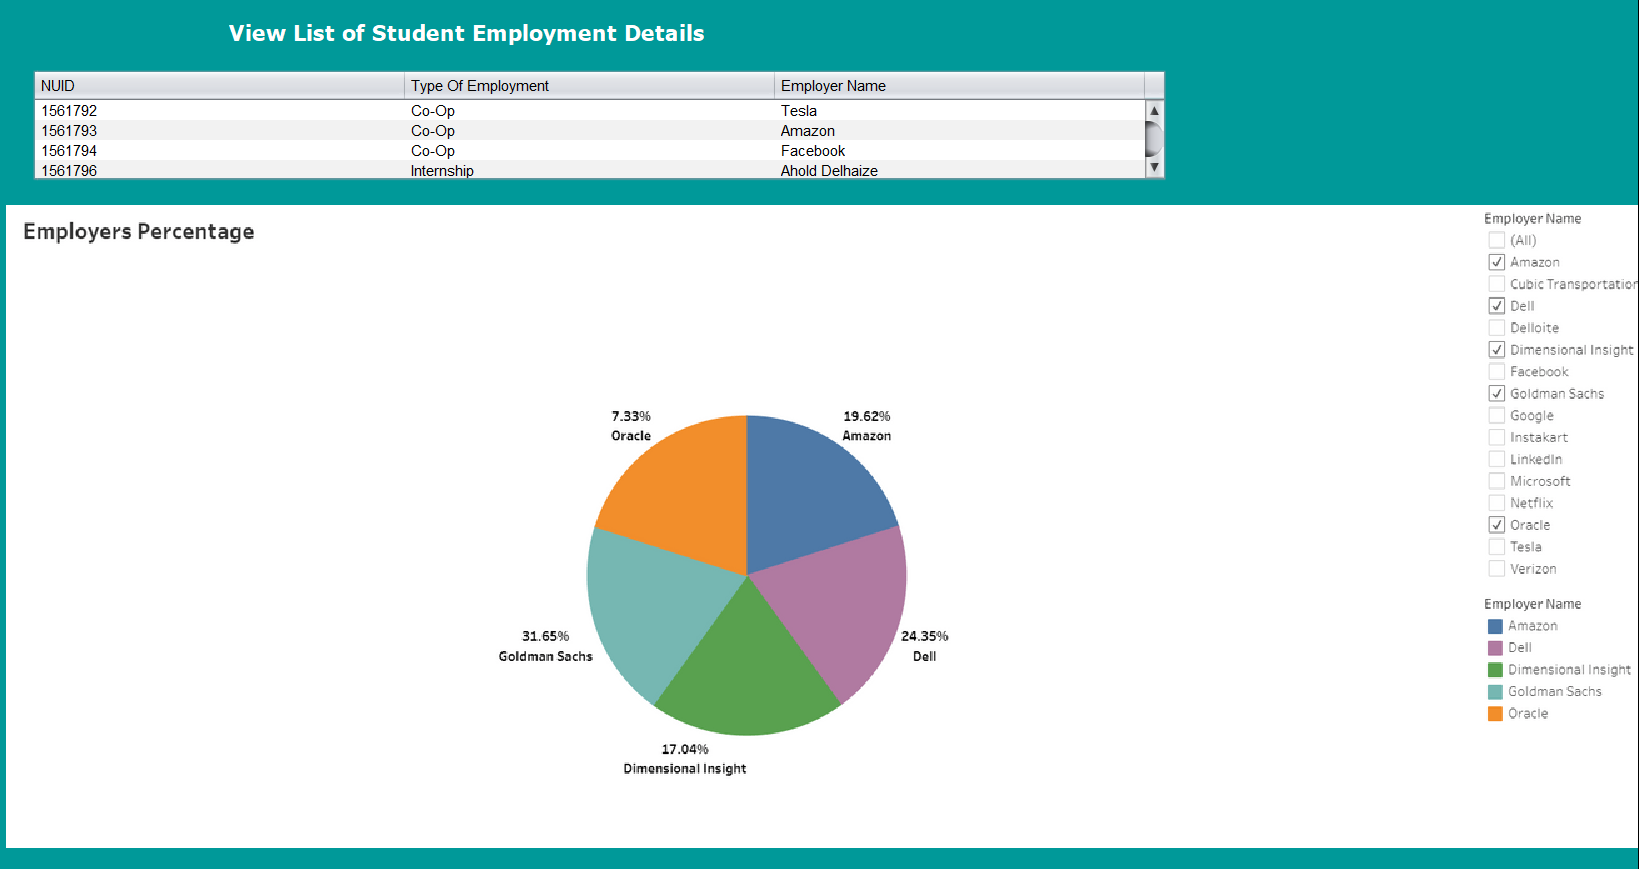 View List of Student Employment Details
NUID Type Of Employment Employer Name
1561792 Co-Op Tesla
1561793 Co-Op Amazon
1561794 Co-Op Facebook
1561796 Internship Ahold Delhaize
Employers Percentage
7.33%
Oracle
19.62%
Amazon
31.65%
Goldman Sachs
24.35%
Dell
17.04%
Dimensional Insight
Employer Name
(All)
Amazon
Cubic Transportation
Dell
Delloite
Dimensional Insight
Facebook
Goldman Sachs
Google
Instakart
LinkedIn
Microsoft
Netflix
Oracle
Tesla
Verizon
Employer Name
Amazon
Dell
Dimensional Insight
Goldman Sachs
Oracle